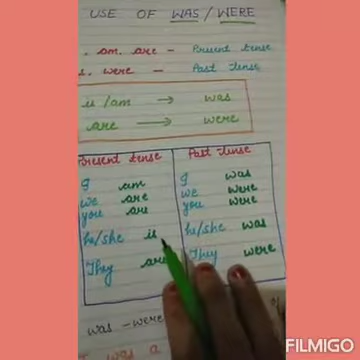 USE OF WAS / WERE
. am. are - Present tense
s. were - Past tense
is / am → was
are → were
Present tense
I am
we are
you are
he/she is
They are
Past tense
I was
we were
you were
he/she was
They were
was - were
I was a
FILMIGO